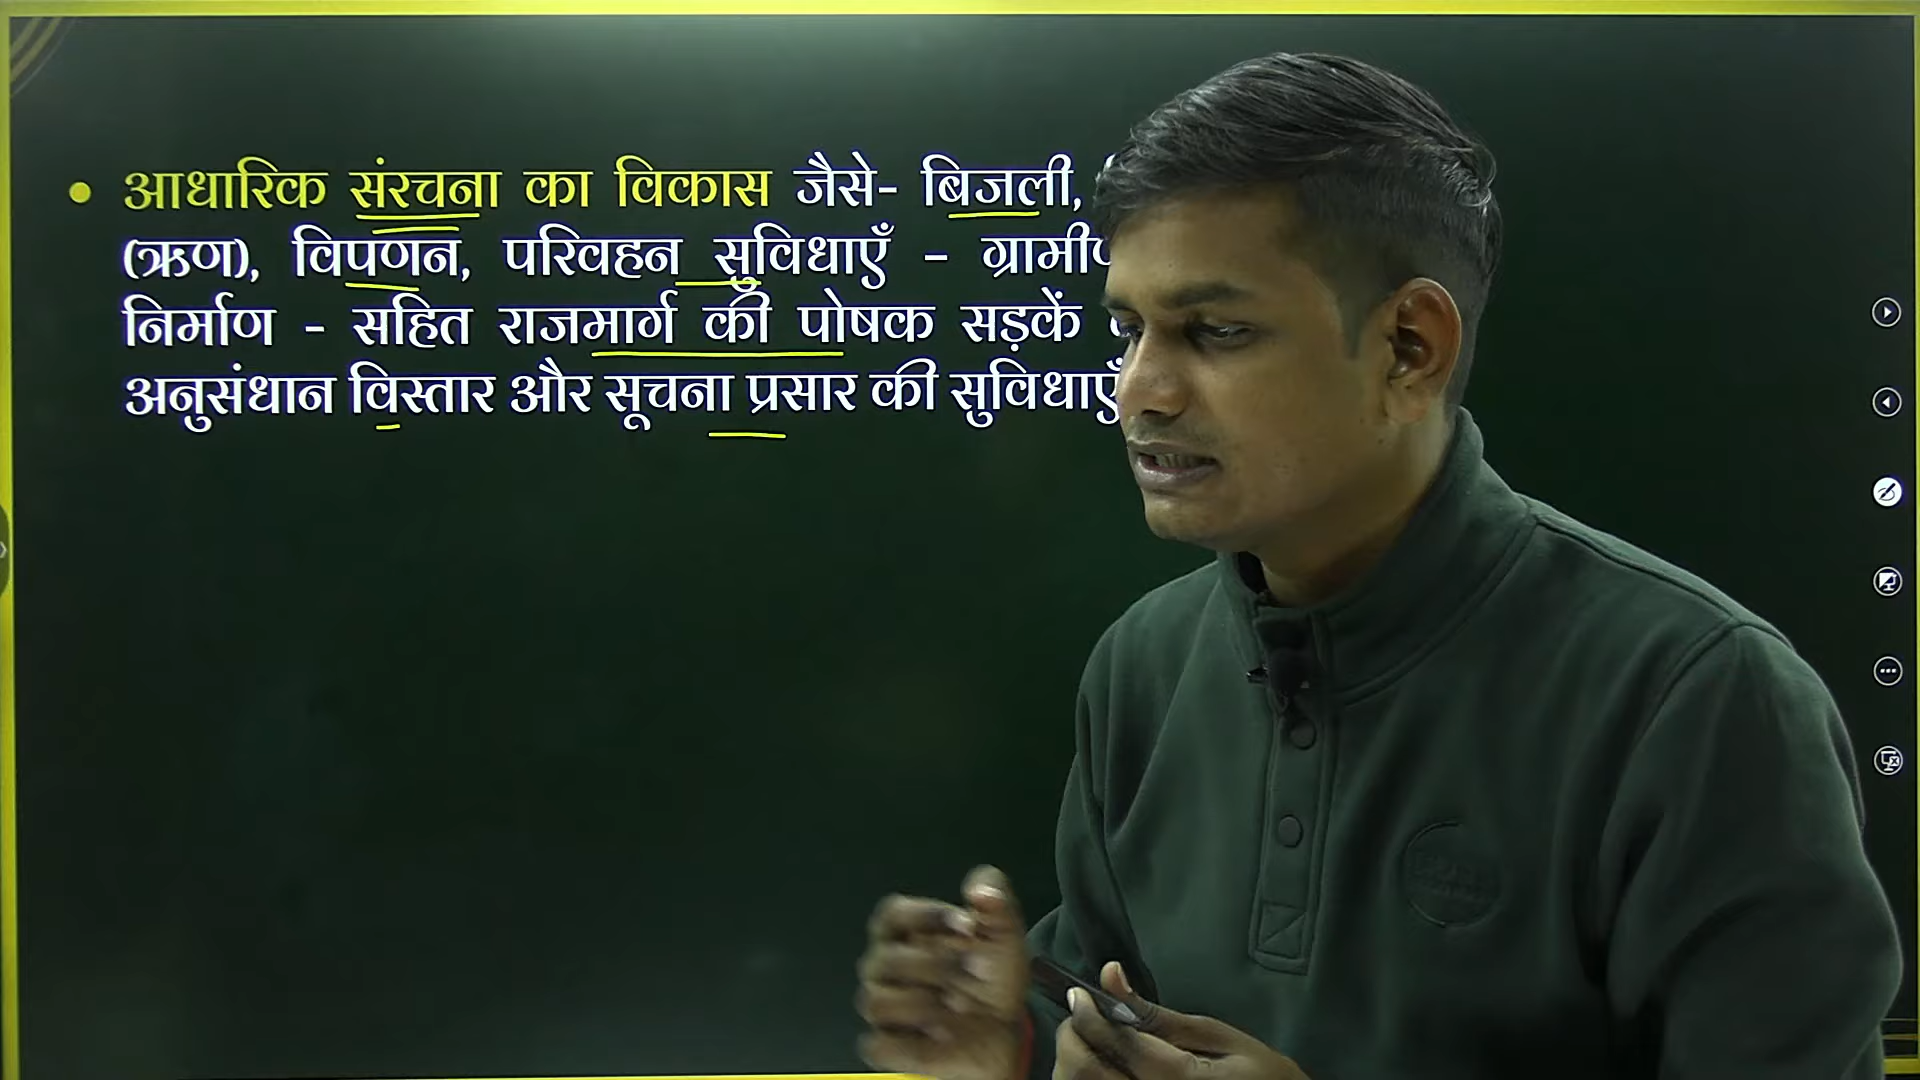 आधारिक संरचना का विकास जैसे- बिजली,
(ऋण), विपणन, परिवहन सुविधाएँ -
निर्माण - सहित राजमार्ग की पोषक सड़कें
अनुसंधान विस्तार और सूचना प्रसार की सुविधाएँ